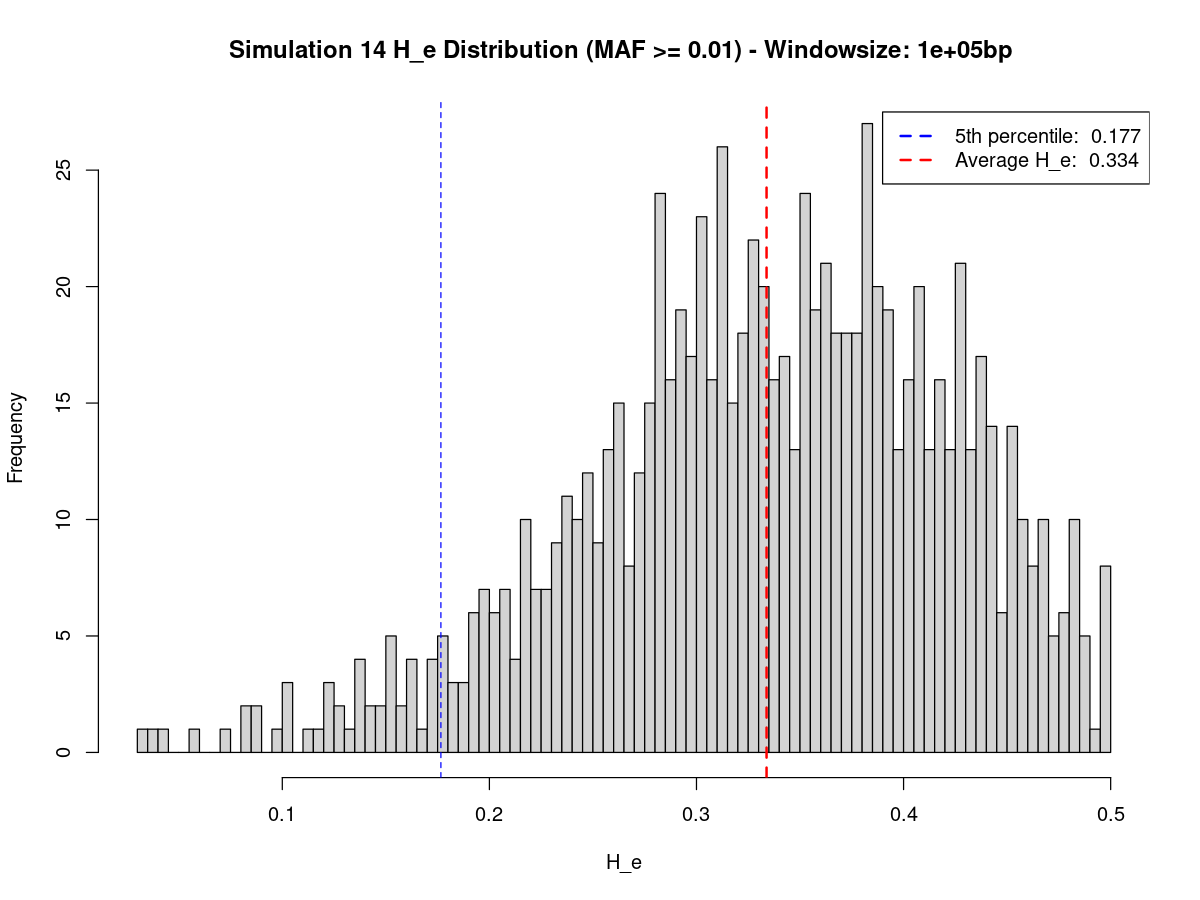 Simulation 14 H_e Distribution (MAF >= 0.01) - Windowsize: 1e+05bp
5th percentile: 0.177
Average H_e: 0.334
Frequency
25
20
15
10
5
0
0.1 0.2 0.3 0.4 0.5
H_e